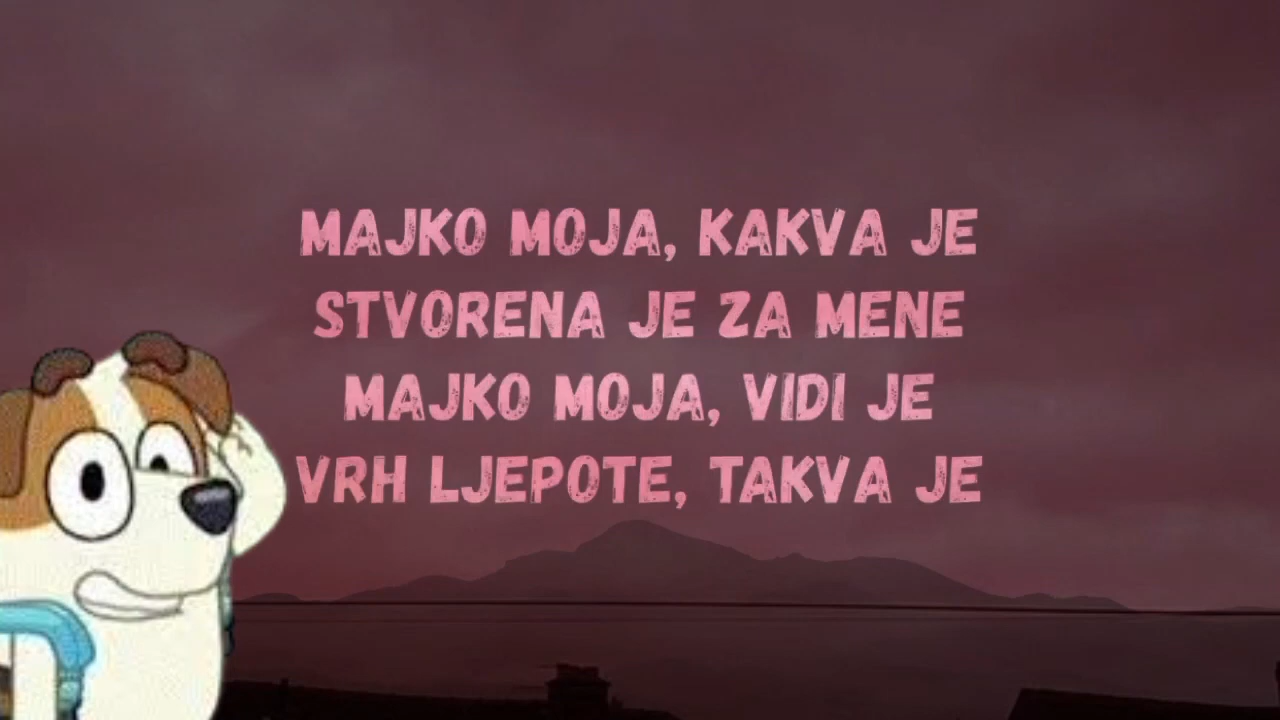 MAJKO MOJA, KAKVA JE
STVORENA JE ZA MENE
MAJKO MOJA, VIDI JE
VRH LJEPOTE, TAKVA JE